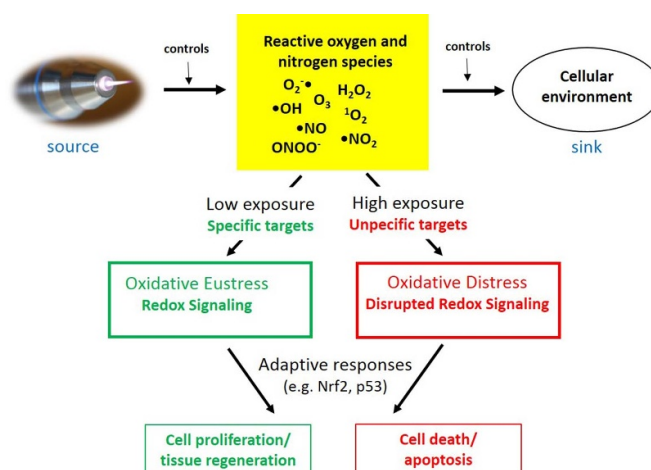 controls
controls
source
Reactive oxygen and
nitrogen species
O₂⁻•
O₃
H₂O₂
•OH
¹O₂
•NO
•NO₂
ONOO⁻
Cellular
environment
sink
Low exposure
Specific targets
High exposure
Unpecific targets
Oxidative Eustress
Redox Signaling
Oxidative Distress
Disrupted Redox Signaling
Adaptive responses
(e.g. Nrf2, p53)
Cell proliferation/
tissue regeneration
Cell death/
apoptosis